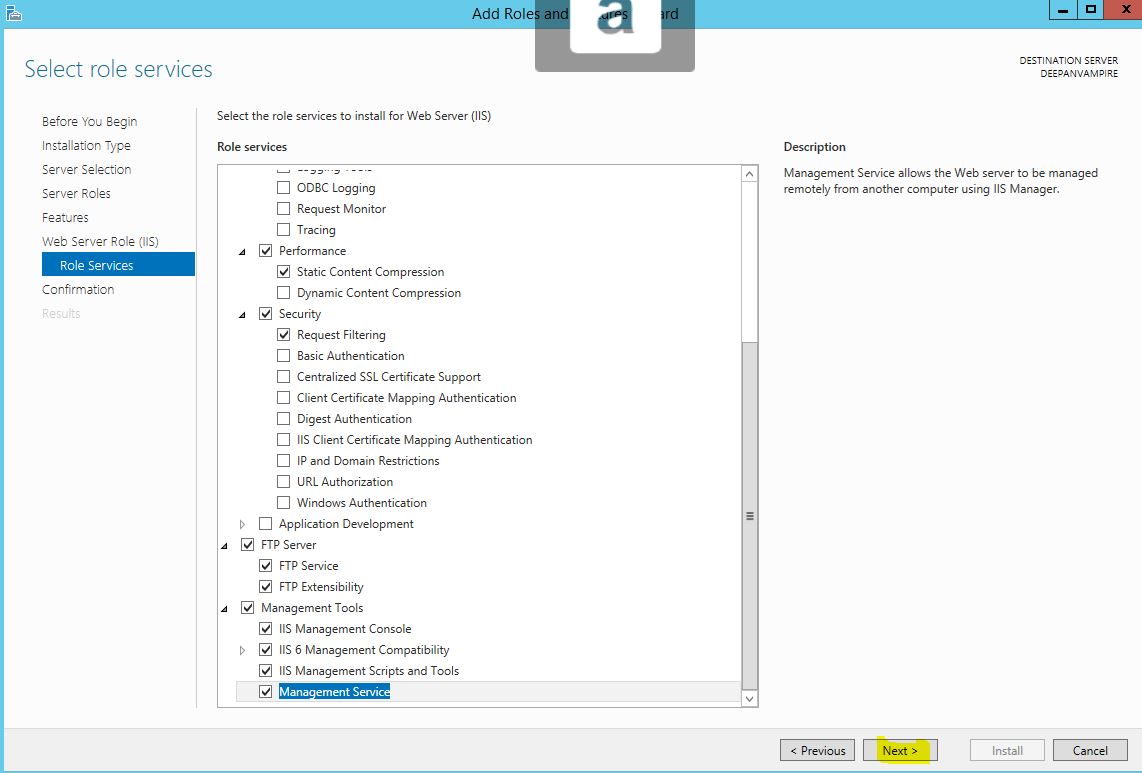 Add Roles and Features Wizard
a
Select role services
DESTINATION SERVER
DEEPANVAMPIRE
Before You Begin
Installation Type
Server Selection
Server Roles
Features
Web Server Role (IIS)
Role Services
Confirmation
Results
Select the role services to install for Web Server (IIS)
Role services
Logging Tools
ODBC Logging
Request Monitor
Tracing
Performance
Static Content Compression
Dynamic Content Compression
Security
Request Filtering
Basic Authentication
Centralized SSL Certificate Support
Client Certificate Mapping Authentication
Digest Authentication
IIS Client Certificate Mapping Authentication
IP and Domain Restrictions
URL Authorization
Windows Authentication
Application Development
FTP Server
FTP Service
FTP Extensibility
Management Tools
IIS Management Console
IIS 6 Management Compatibility
IIS Management Scripts and Tools
Management Service
Description
Management Service allows the Web server to be managed
remotely from another computer using IIS Manager.
< Previous
Next >
Install
Cancel